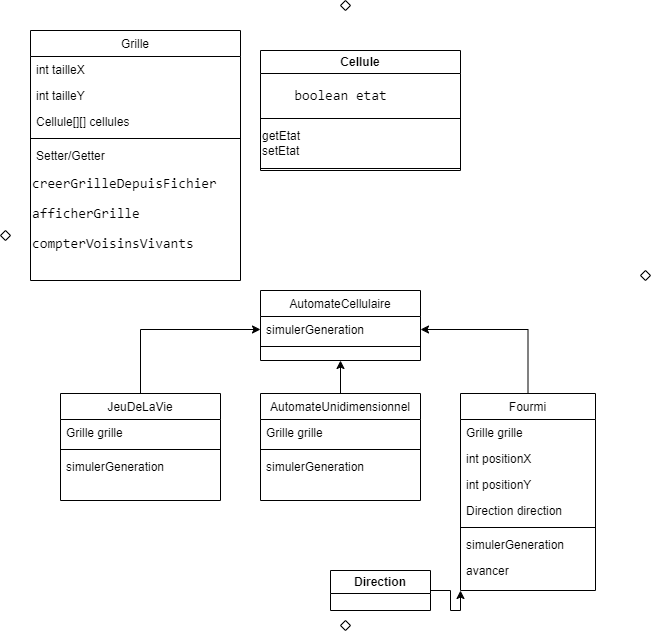 Grille
int tailleX
int tailleY
Cellule[][] cellules
Setter/Getter
creerGrilleDepuisFichier
afficherGrille
compterVoisinsVivants
Cellule
boolean etat
getEtat
setEtat
AutomateCellulaire
simulerGeneration
JeuDeLaVie
Grille grille
simulerGeneration
AutomateUnidimensionnel
Grille grille
simulerGeneration
Fourmi
Grille grille
int positionX
int positionY
Direction direction
simulerGeneration
avancer
Direction